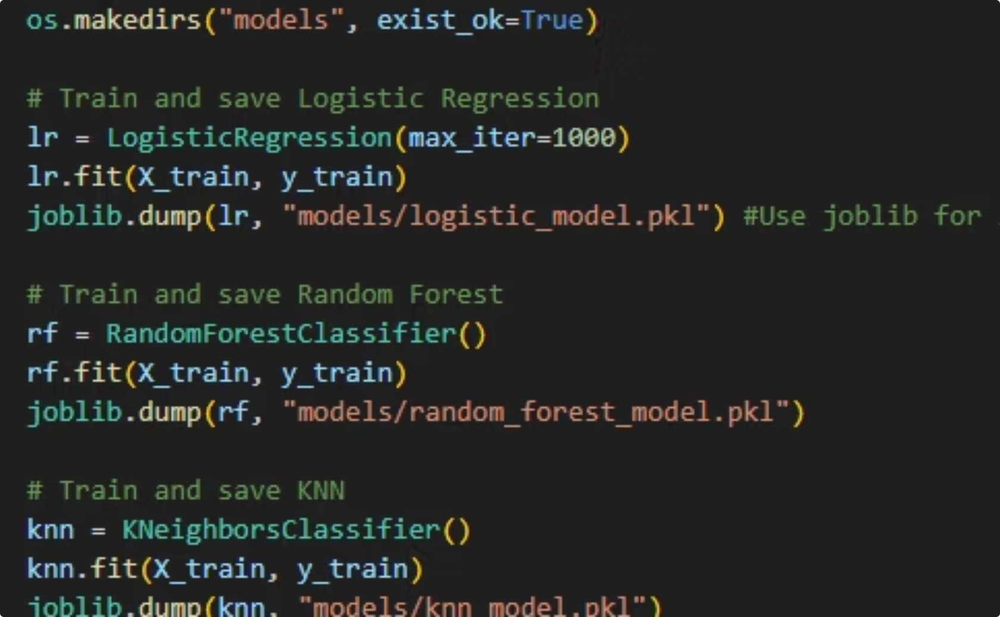 os.makedirs("models", exist_ok=True)
# Train and save Logistic Regression
lr = LogisticRegression(max_iter=1000)
lr.fit(X_train, y_train)
joblib.dump(lr, "models/logistic_model.pkl") #Use joblib for
# Train and save Random Forest
rf = RandomForestClassifier()
rf.fit(X_train, y_train)
joblib.dump(rf, "models/random_forest_model.pkl")
# Train and save KNN
knn = KNeighborsClassifier()
knn.fit(X_train, y_train)
joblib.dump(knn, "models/knn_model.pkl")